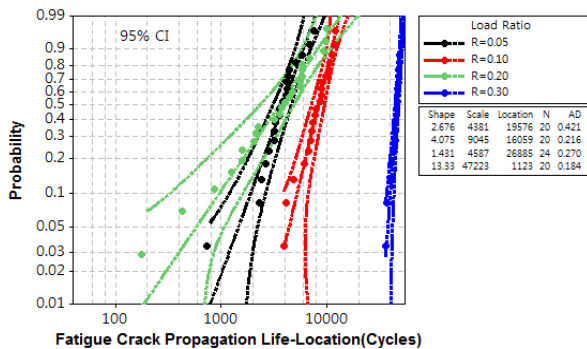 95% CI
Probability
0.99
0.9
0.8
0.7
0.6
0.5
0.4
0.3
0.2
0.1
0.05
0.03
0.02
0.01
100
1000
10000
Fatigue Crack Propagation Life-Location(Cycles)
Load Ratio
R=0.05
R=0.10
R=0.20
R=0.30
Shape Scale Location N AD
2.676 4381 19576 20 0.421
4.075 9045 16059 20 0.216
1.431 4587 26885 24 0.270
13.33 47223 1123 20 0.184